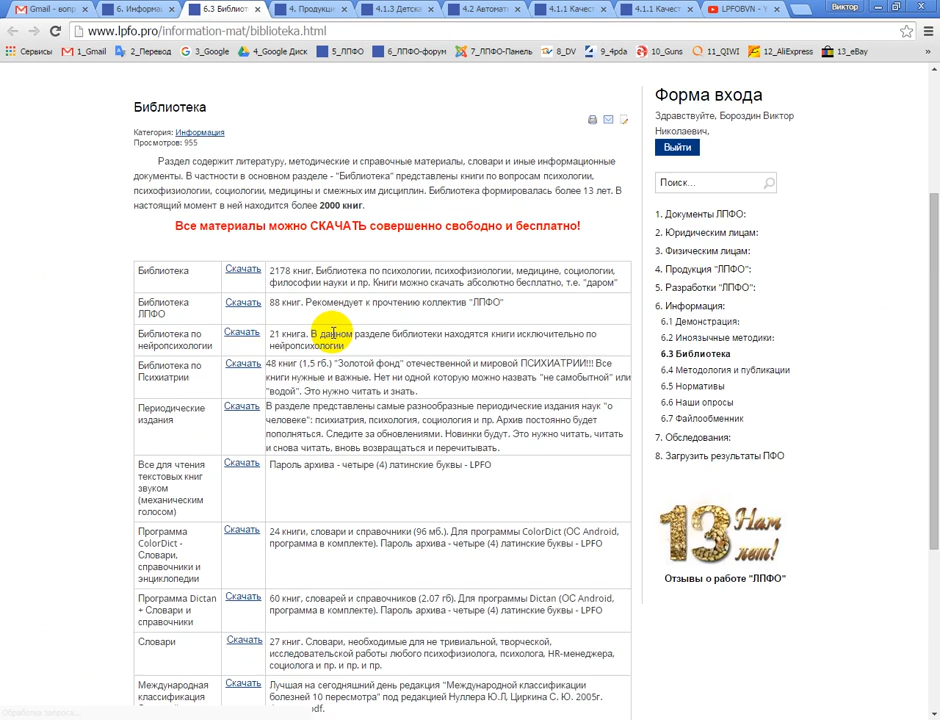 Gmail - вопр
6. Информа
6.3 Библиот
4. Продукци
4.1.3 Детска
4.2 Автомат
4.1.1 Качест
4.1.1 Качест
LPFOBVN - Y
Виктор
www.lpfo.pro/information-mat/biblioteka.html
Сервисы
1_Gmail
2_Перевод
3_Google
4_Google Диск
5_ЛПФО
6_ЛПФО-форум
7_ЛПФО-Панель
8_DV
9_4pda
10_Guns
11_QIWI
12_AliExpress
13_eBay
Библиотека
Категория: Информация
Просмотров: 955
Раздел содержит литературу, методические и справочные материалы, словари и иные информационные
документы. В частности в основном разделе - "Библиотека" представлены книги по вопросам психологии,
психофизиологии, социологии, медицины и смежным им дисциплин. Библиотека формировалась более 13 лет. В
настоящий момент в ней находится более 2000 книг.
Все материалы можно СКАЧАТЬ совершенно свободно и бесплатно!
Библиотека
Скачать
2178 книг. Библиотека по психологии, психофизиологии, медицине, социологии,
философии науки и пр. Книги можно скачать абсолютно бесплатно, т.е. "даром"
Библиотека
ЛПФО
Скачать
88 книг. Рекомендует к прочтению коллектив "ЛПФО"
Библиотека по
нейропсихологии
Скачать
21 книга. В данном разделе библиотеки находятся книги исключительно по
нейропсихологии
Библиотека по
Психиатрии
Скачать
48 книг (1,5 гб.) "Золотой фонд" отечественной и мировой ПСИХИАТРИИ!!! Все
книги нужные и важные. Нет ни одной которую можно назвать "не самобытной" или
"водой". Это нужно читать и знать.
Периодические
издания
Скачать
В разделе представлены самые разнообразные периодические издания наук "о
человеке": психиатрия, психология, социология и пр. Архив постоянно будет
пополняться. Следите за обновлениями. Новинки будут. Это нужно читать, читать
и снова читать, вновь возвращаться и перечитывать.
Все для чтения
текстовых книг
звуком
(механическим
голосом)
Скачать
Пароль архива - четыре (4) латинские буквы - LPFO
Программа
ColorDict -
Словари,
справочники и
энциклопедии
Скачать
24 книги, словари и справочники (96 мб.). Для программы ColorDict (ОС Android,
программа в комплекте). Пароль архива - четыре (4) латинские буквы - LPFO
Программа Dictan
+ Словари и
справочники
Скачать
60 книг, словарей и справочников (2.07 гб). Для программы Dictan (ОС Android,
программа в комплекте). Пароль архива - четыре (4) латинские буквы - LPFO
Словари
Скачать
27 книг. Словари, необходимые для не тривиальной, творческой,
исследовательской работы любого психофизиолога, психолога, HR-менеджера,
социолога и пр. и пр. и пр.
Международная
классификация
Скачать
Лучшая на сегодняшний день редакция "Международной классификации
болезней 10 пересмотра" под редакцией Нуллера Ю.Л, Циркина С. Ю. 2005г.
Форма входа
Здравствуйте, Бороздин Виктор
Николаевич,
Выйти
Поиск...
1. Документы ЛПФО:
2. Юридическим лицам:
3. Физическим лицам:
4. Продукция "ЛПФО":
5. Разработки "ЛПФО":
6. Информация:
6.1 Демонстрация:
6.2 Иноязычные методики:
6.3 Библиотека
6.4 Методология и публикации
6.5 Нормативы
6.6 Наши опросы
6.7 Файлообменник
7. Обследования:
8. Загрузить результаты ПФО
13 Нам
лет!
Отзывы о работе "ЛПФО"